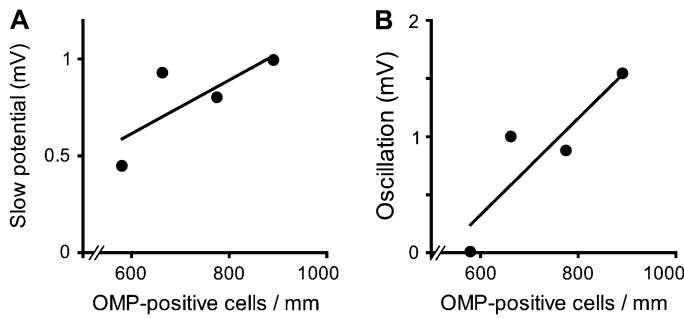 A
Slow potential (mV)
1
0.5
0
600 800 1000
OMP-positive cells / mm
B
Oscillation (mV)
2
1
0
600 800 1000
OMP-positive cells / mm